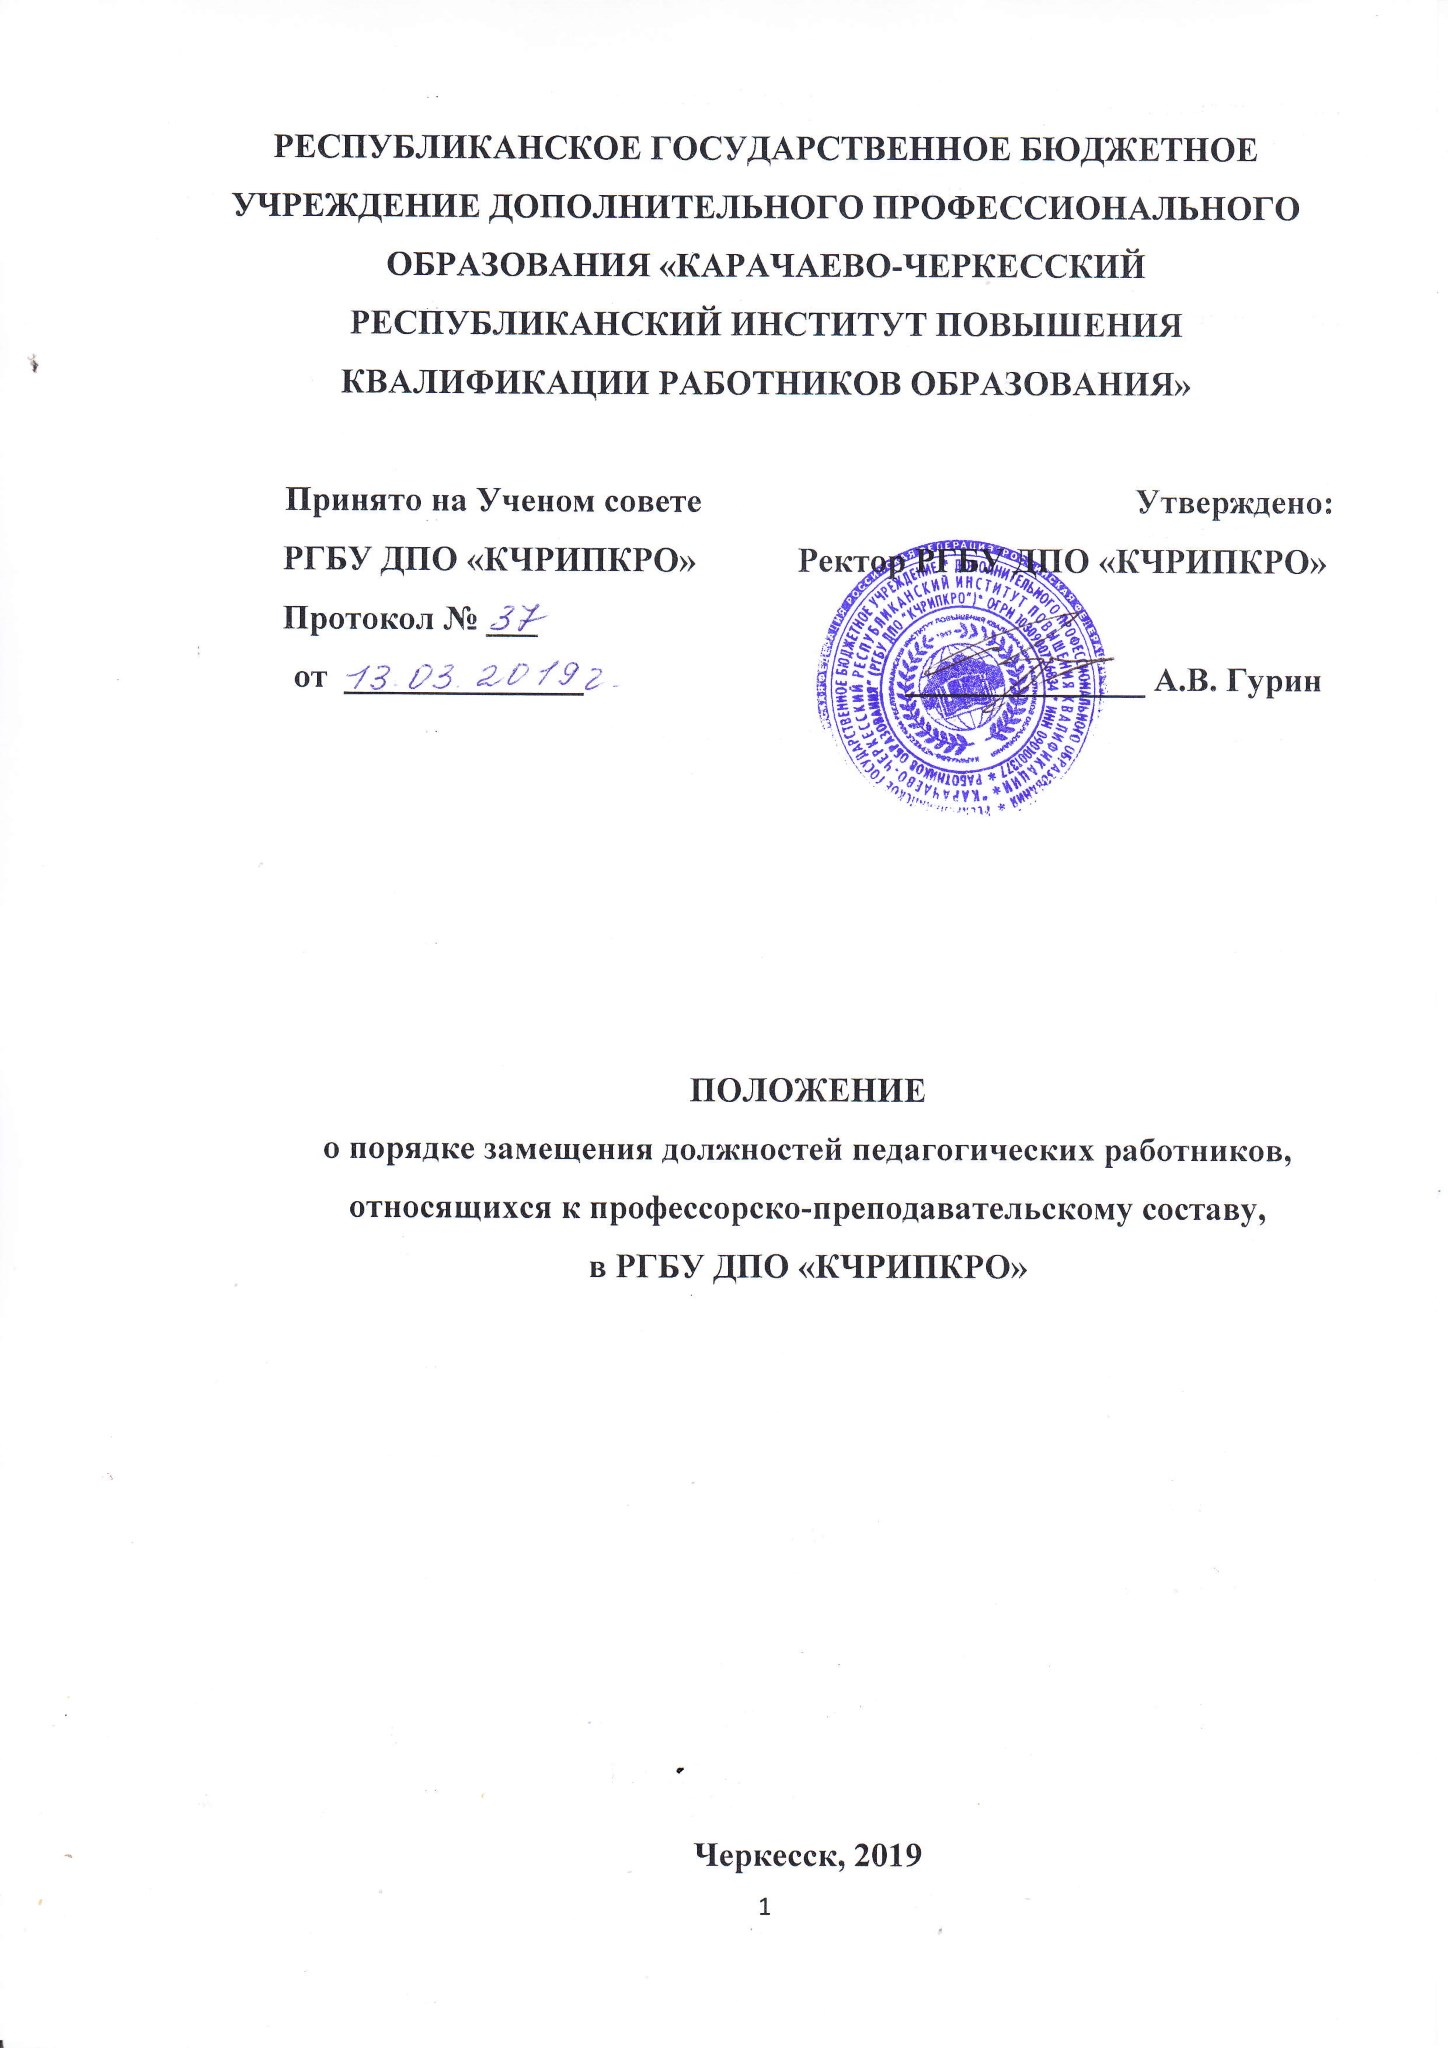 РЕСПУБЛИКАНСКОЕ ГОСУДАРСТВЕННОЕ БЮДЖЕТНОЕ
УЧРЕЖДЕНИЕ ДОПОЛНИТЕЛЬНОГО ПРОФЕССИОНАЛЬНОГО
ОБРАЗОВАНИЯ «КАРАЧАЕВО-ЧЕРКЕССКИЙ
РЕСПУБЛИКАНСКИЙ ИНСТИТУТ ПОВЫШЕНИЯ
КВАЛИФИКАЦИИ РАБОТНИКОВ ОБРАЗОВАНИЯ»
Принято на Ученом совете Утверждено:
РГБУ ДПО «КЧРИПКРО» Ректор РГБУ ДПО «КЧРИПКРО»
Протокол № 37
от 13.03.2019г. А.В. Гурин
ПОЛОЖЕНИЕ
о порядке замещения должностей педагогических работников,
относящихся к профессорско-преподавательскому составу,
в РГБУ ДПО «КЧРИПКРО»
Черкесск, 2019
1